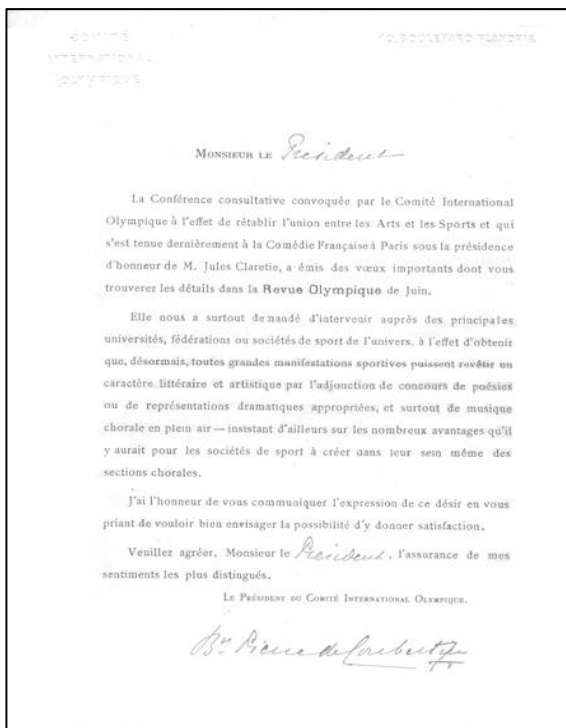 COMITÉ
INTERNATIONAL
OLYMPIQUE
10, BOULEVARD FLANDRIN
MONSIEUR LE Président
La Conférence consultative convoquée par le Comité International
Olympique à l'effet de rétablir l'union entre les Arts et les Sports et qui
s'est tenue dernièrement à la Comédie Française à Paris sous la présidence
d'honneur de M. Jules Claretie, a émis des vœux importants dont vous
trouverez les détails dans la Revue Olympique de Juin.
Elle nous a surtout demandé d'intervenir auprès des principales
universités, fédérations ou sociétés de sport de l'univers, à l'effet d'obtenir
que, désormais, toutes grandes manifestations sportives puissent revêtir un
caractère littéraire et artistique par l'adjonction de concours de poésies
ou de représentations dramatiques appropriées, et surtout de musique
chorale en plein air — insistant d'ailleurs sur les nombreux avantages qu'il
y aurait pour les sociétés de sport à créer dans leur sein même des
sections chorales.
J'ai l'honneur de vous communiquer l'expression de ce désir en vous
priant de vouloir bien envisager la possibilité d'y donner satisfaction.
Veuillez agréer, Monsieur le Président, l'assurance de mes
sentiments les plus distingués.
LE PRÉSIDENT DU COMITÉ INTERNATIONAL OLYMPIQUE.
Bn Pierre de Coubertin